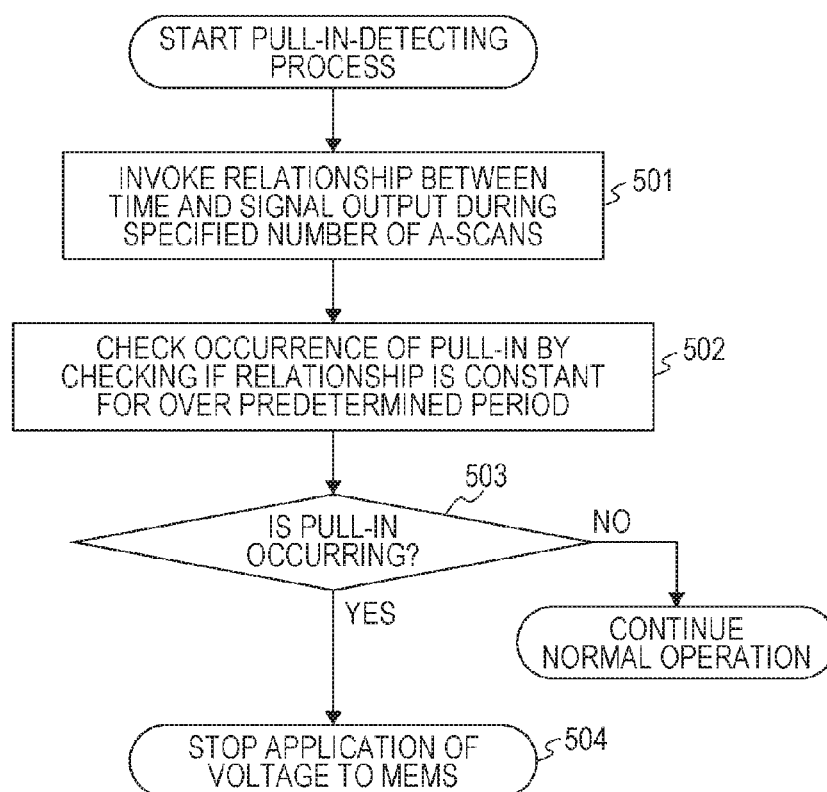 START PULL-IN-DETECTING
PROCESS
INVOKE RELATIONSHIP BETWEEN
TIME AND SIGNAL OUTPUT DURING
SPECIFIED NUMBER OF A-SCANS
501
CHECK OCCURRENCE OF PULL-IN BY
CHECKING IF RELATIONSHIP IS CONSTANT
FOR OVER PREDETERMINED PERIOD
502
503
IS PULL-IN
OCCURRING?
NO
YES
CONTINUE
NORMAL OPERATION
STOP APPLICATION OF
VOLTAGE TO MEMS
504